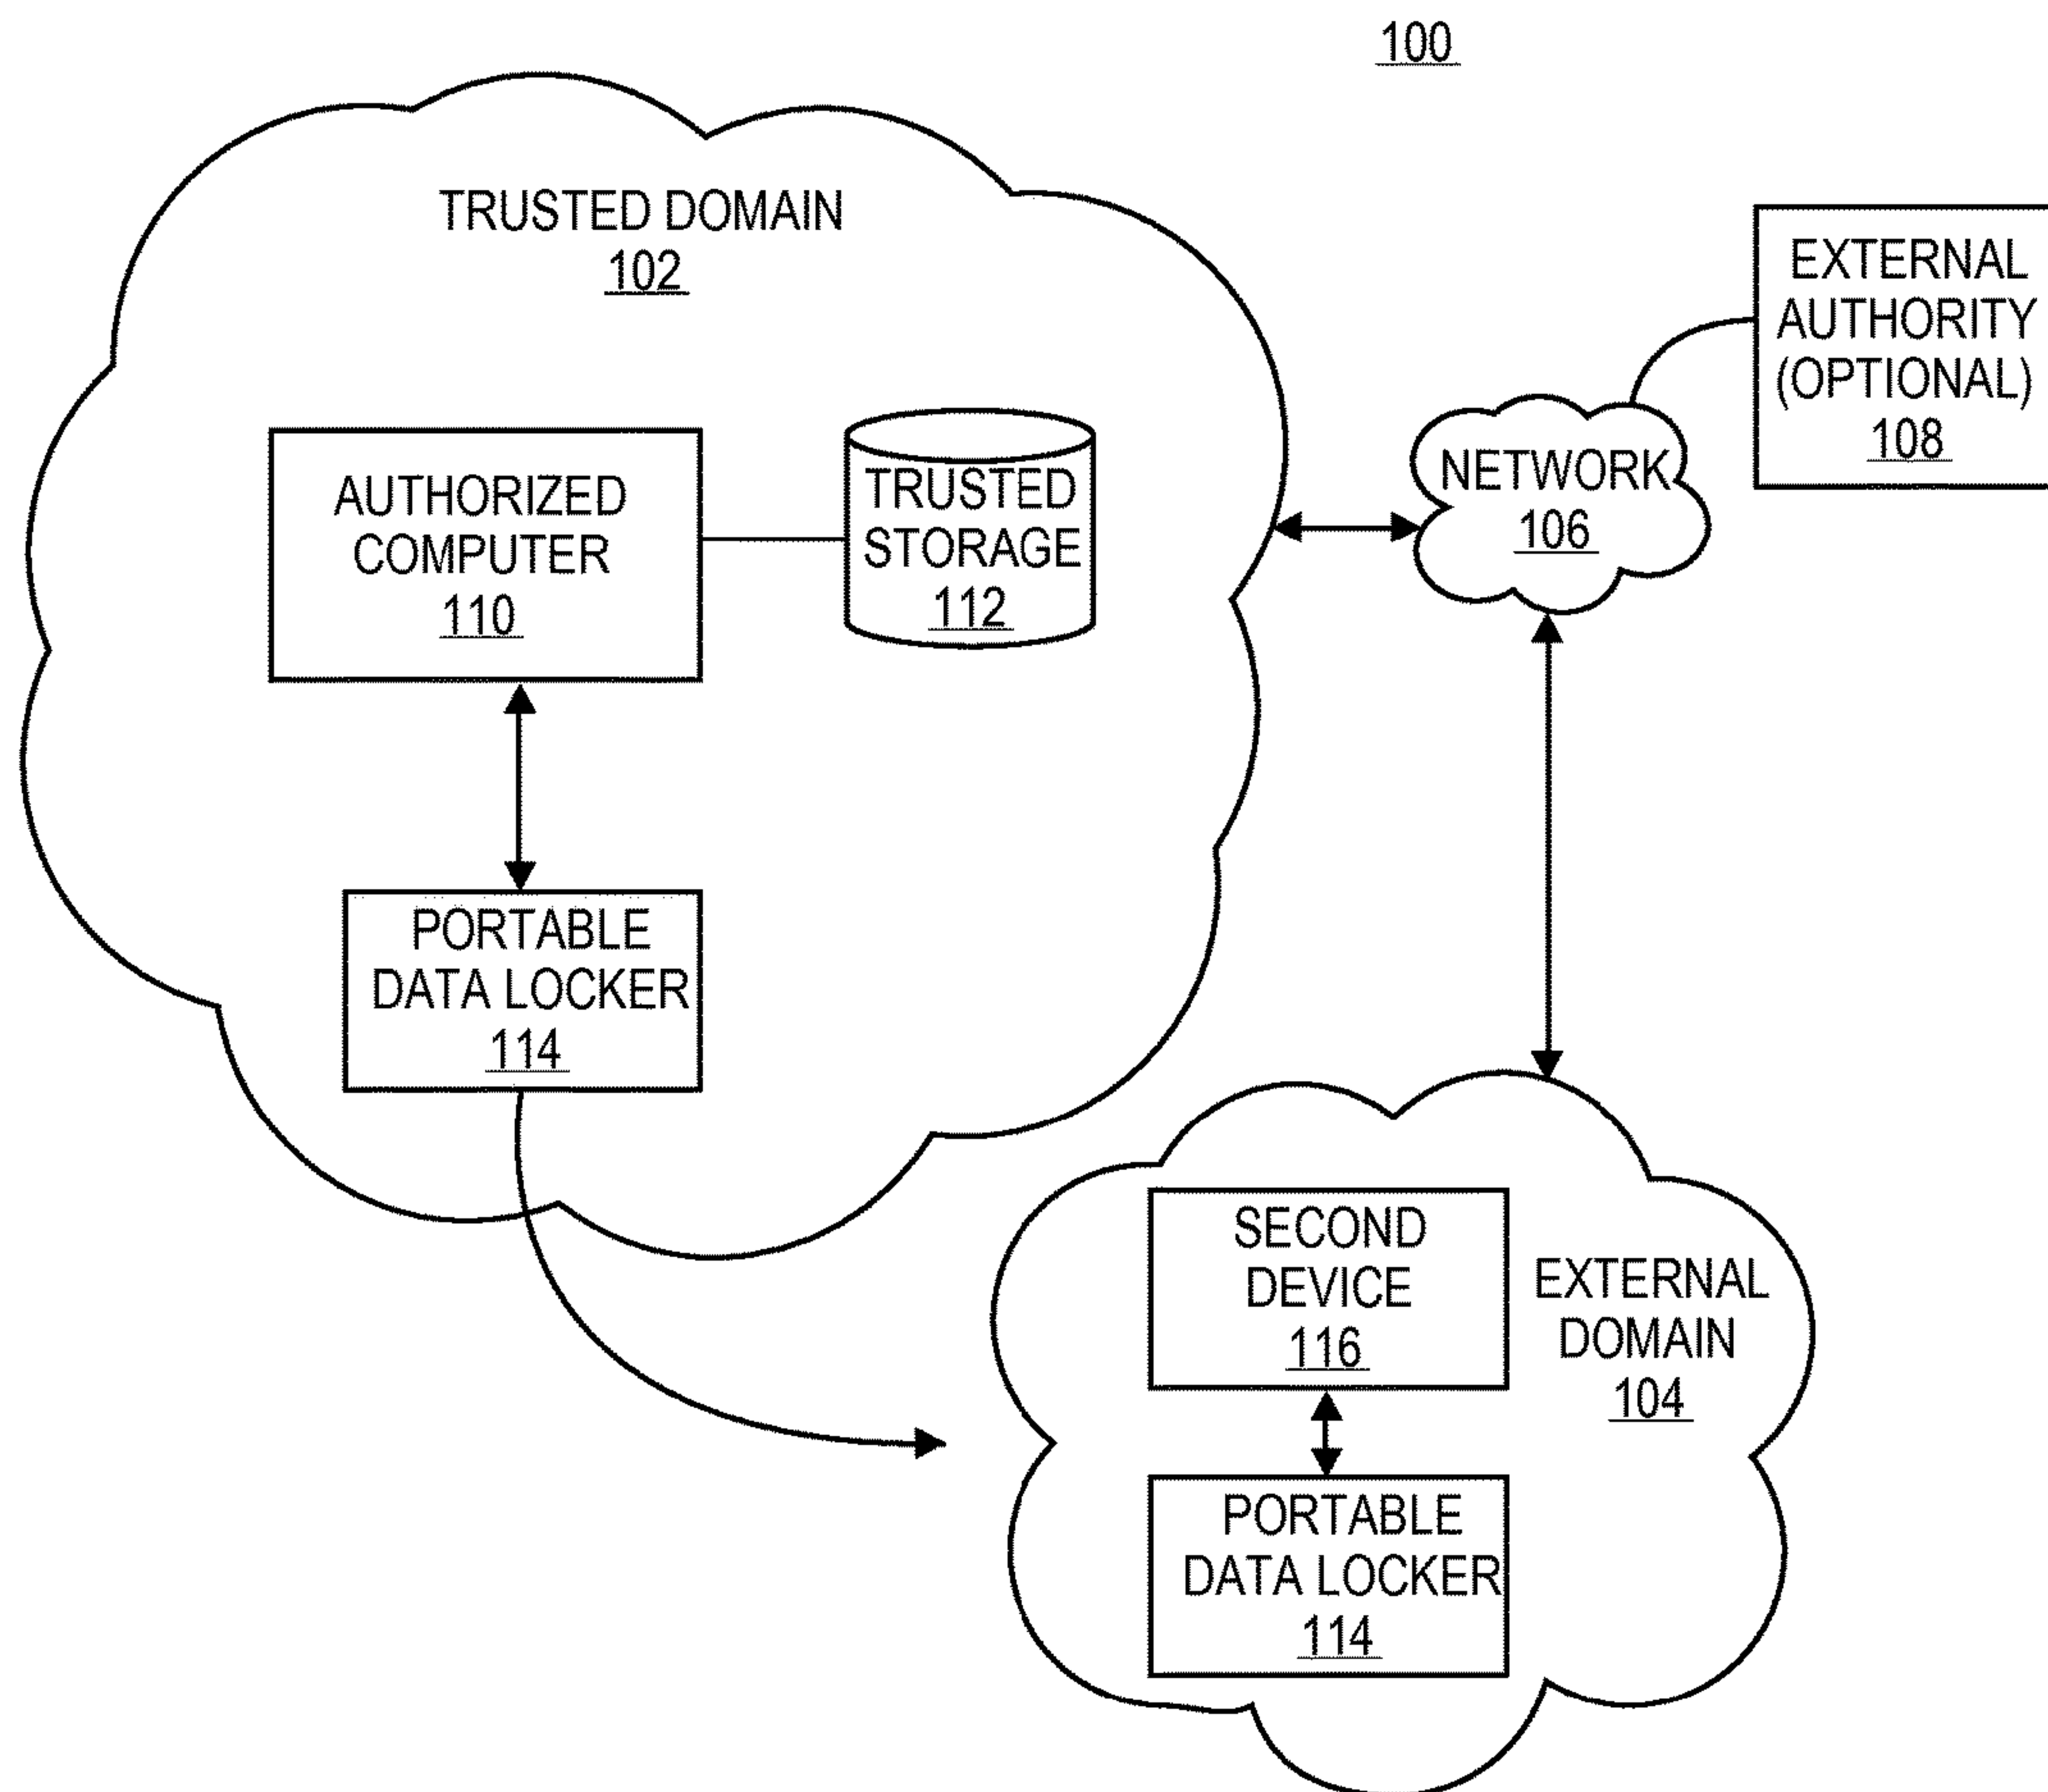 100
TRUSTED DOMAIN
102
EXTERNAL
AUTHORITY
(OPTIONAL)
108
NETWORK
106
AUTHORIZED
COMPUTER
110
TRUSTED
STORAGE
112
PORTABLE
DATA LOCKER
114
SECOND
DEVICE
116
EXTERNAL
DOMAIN
104
PORTABLE
DATA LOCKER
114